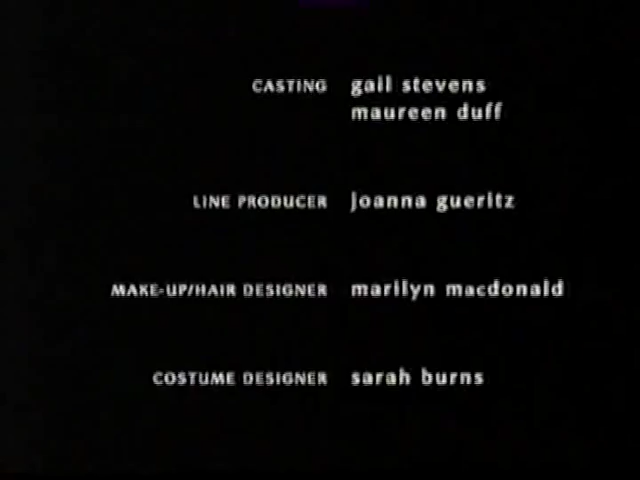 CASTING gail stevens
maureen duff
LINE PRODUCER joanna gueritz
MAKE-UP/HAIR DESIGNER marilyn macdonald
COSTUME DESIGNER sarah burns